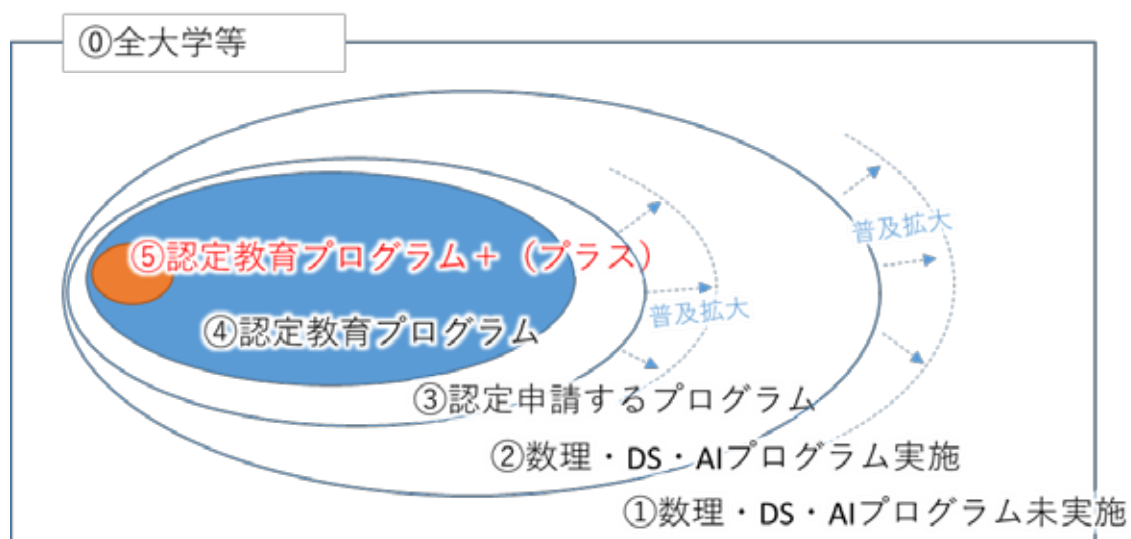 ⓪全大学等
普及拡大
⑤認定教育プログラム＋（プラス）
普及拡大
④認定教育プログラム
③認定申請するプログラム
②数理・DS・AIプログラム実施
①数理・DS・AIプログラム未実施